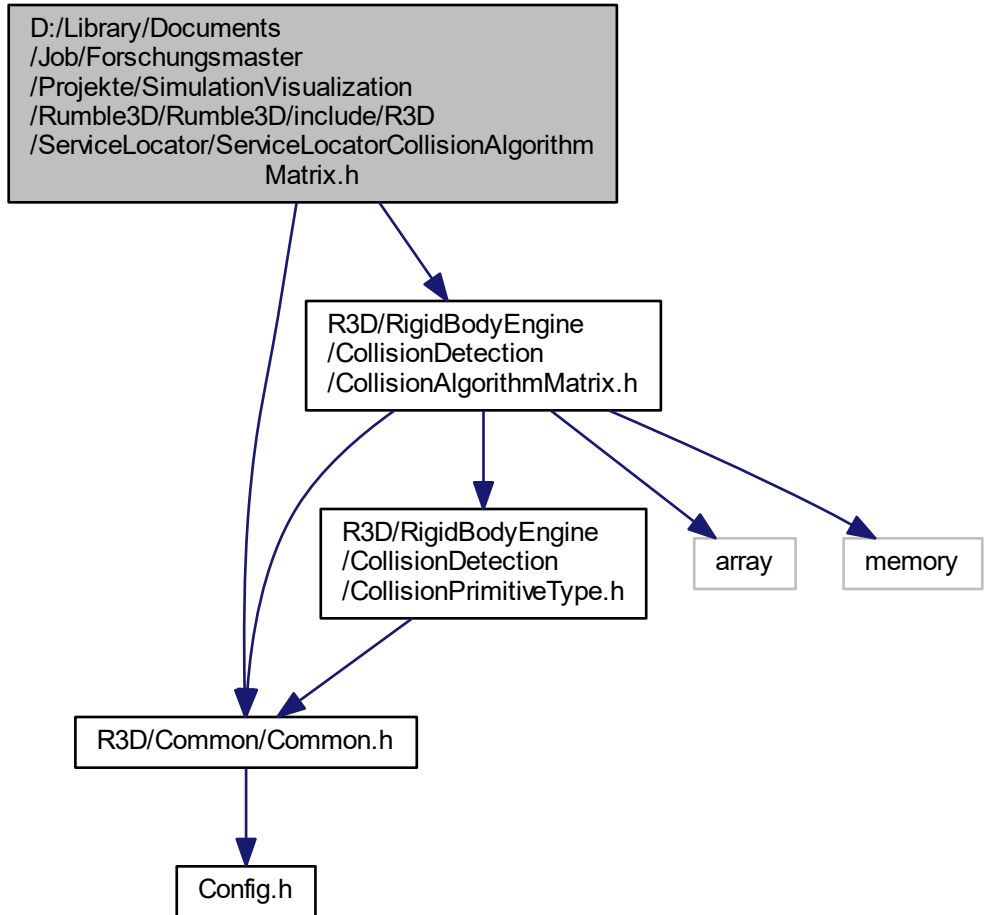 D:/Library/Documents
/Job/Forschungsmaster
/Projekte/SimulationVisualization
/Rumble3D/Rumble3D/include/R3D
/ServiceLocator/ServiceLocatorCollisionAlgorithm
Matrix.h
R3D/RigidBodyEngine
/CollisionDetection
/CollisionAlgorithmMatrix.h
R3D/RigidBodyEngine
/CollisionDetection
/CollisionPrimitiveType.h
array
memory
R3D/Common/Common.h
Config.h